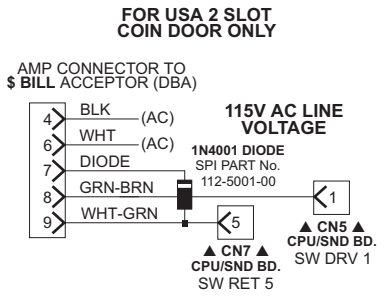 FOR USA 2 SLOT
COIN DOOR ONLY
AMP CONNECTOR TO
$ BILL ACCEPTOR (DBA)
4 BLK (AC)
6 WHT (AC)
7 DIODE
8 GRN-BRN
9 WHT-GRN
115V AC LINE
VOLTAGE
1N4001 DIODE
SPI PART No.
112-5001-00
1
5
▲ CN5 ▲
CPU/SND BD.
SW DRV 1
▲ CN7 ▲
CPU/SND BD.
SW RET 5